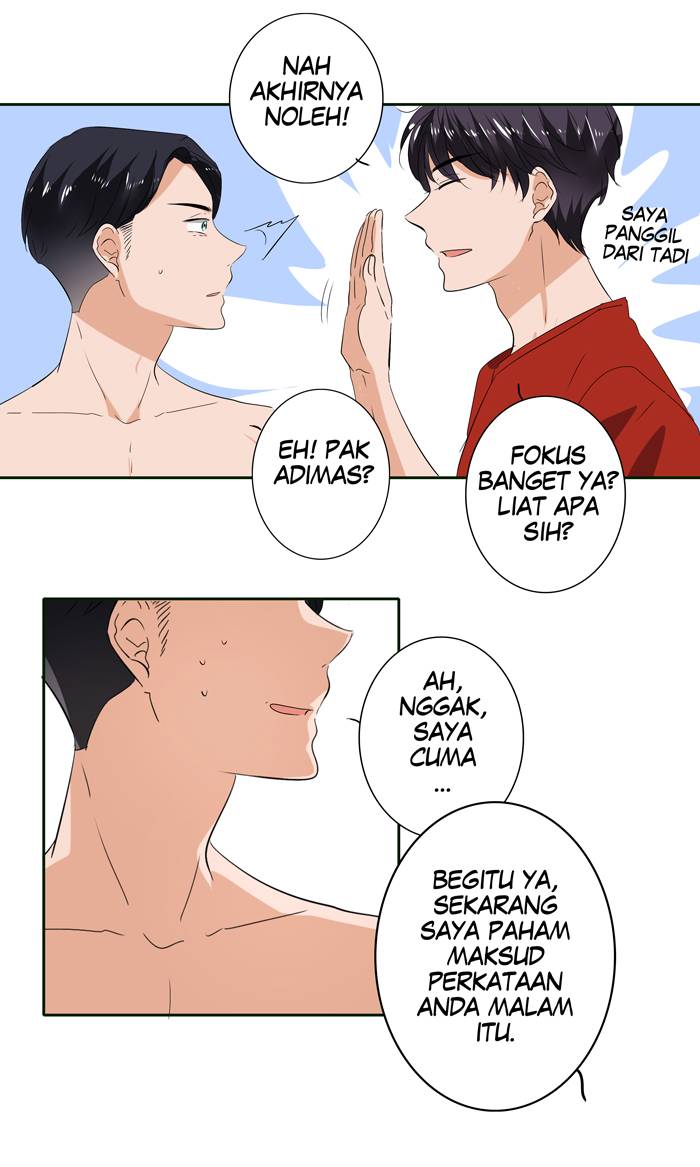 NAH
AKHIRNYA
NOLEH!
SAYA
PANGGIL
DARI TADI
EH! PAK
ADIMAS?
FOKUS
BANGET YA?
LIAT APA
SIH?
AH,
NGGAK,
SAYA
CUMA
...
BEGITU YA,
SEKARANG
SAYA PAHAM
MAKSUD
PERKATAAN
ANDA MALAM
ITU.